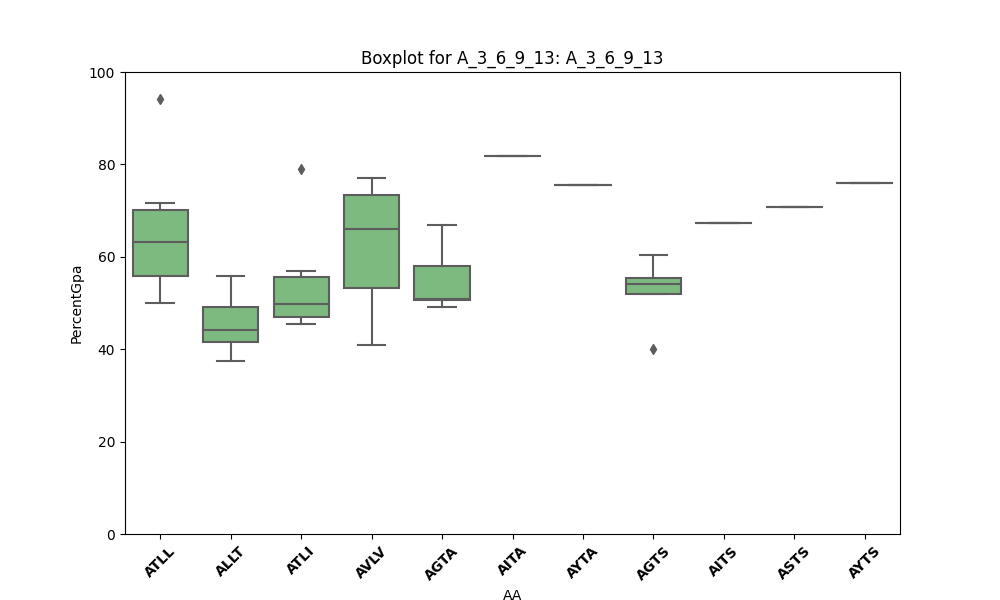 Boxplot for A_3_6_9_13: A_3_6_9_13
100
80
60
40
20
0
PercentGpa
ATLL
ALLT
ATLI
AVLV
AGTA
AITA
AYTA
AGTS
AITS
ASTS
AYTS
AA